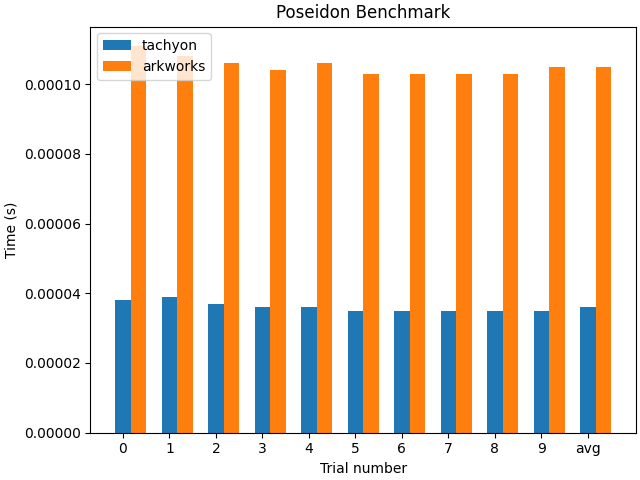 Poseidon Benchmark
tachyon
arkworks
Time (s)
0.00010
0.00008
0.00006
0.00004
0.00002
0.00000
0 1 2 3 4 5 6 7 8 9 avg
Trial number